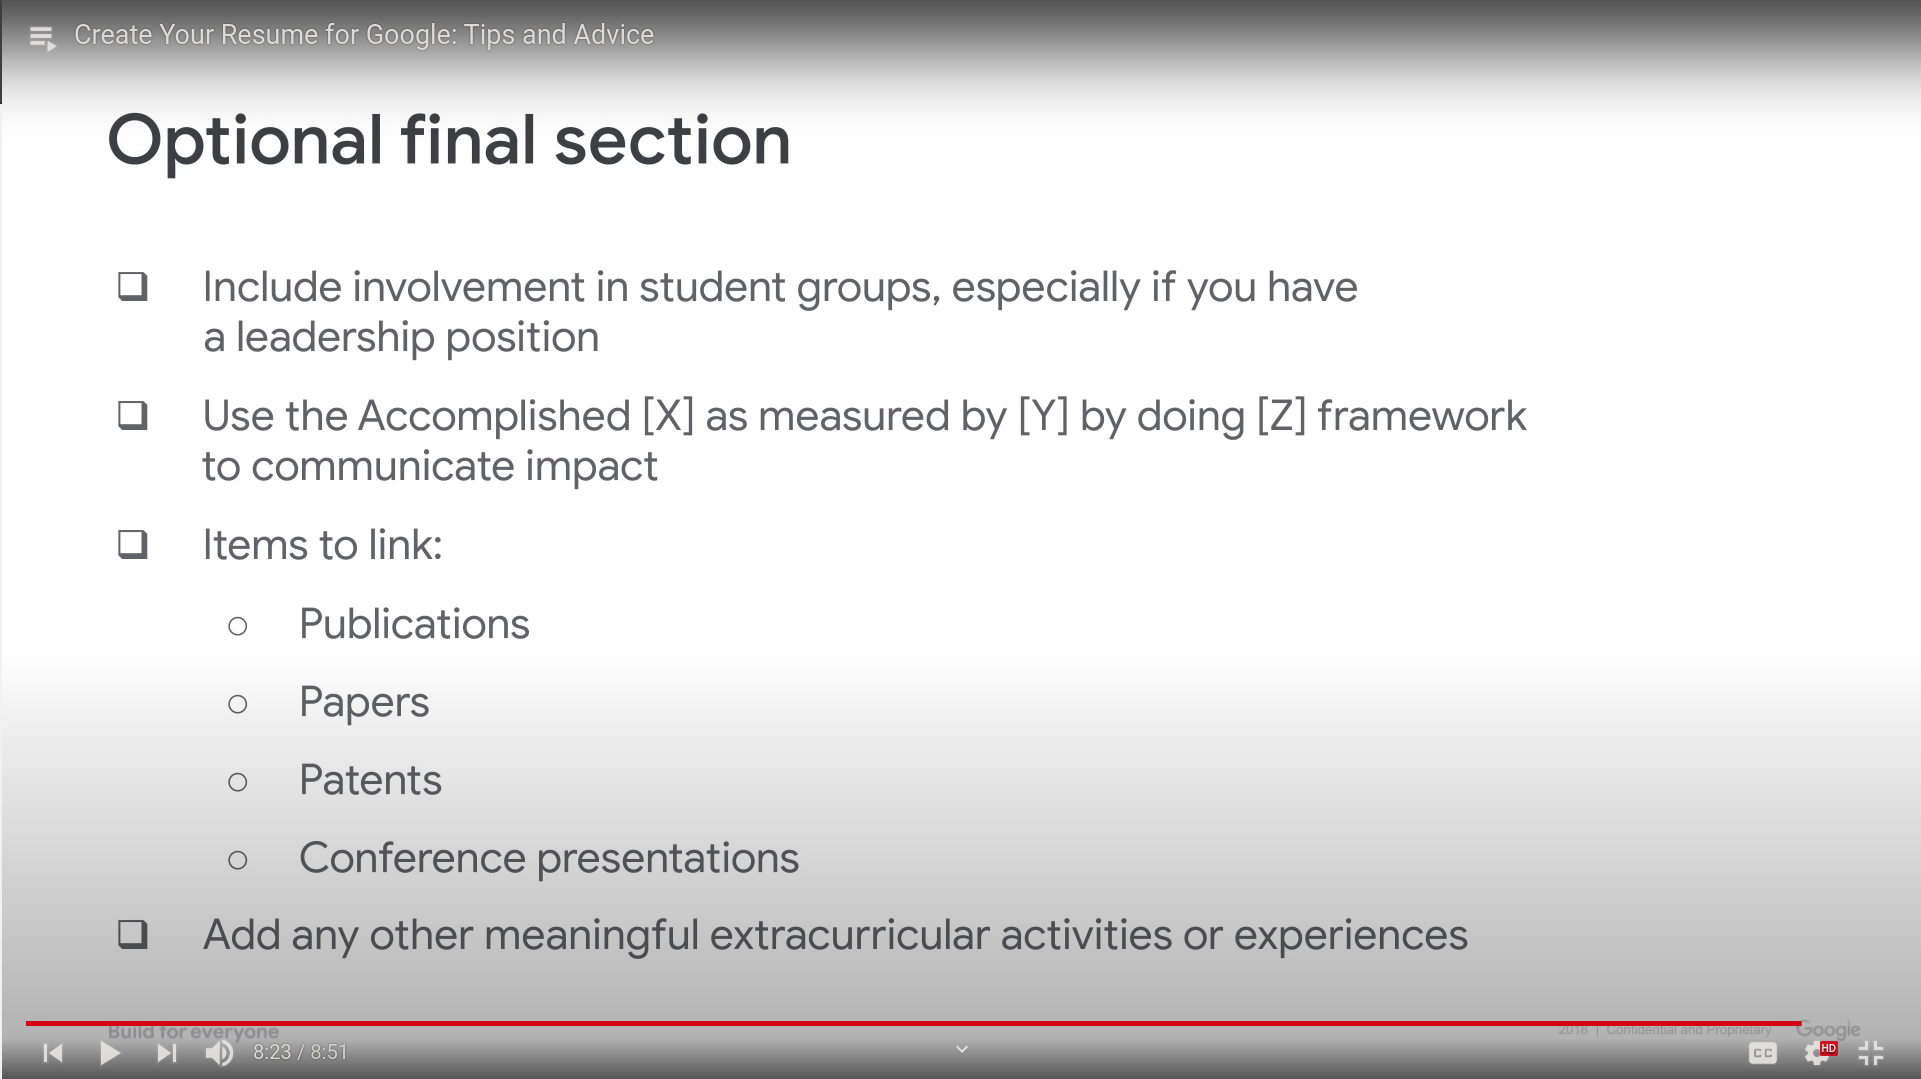 Create Your Resume for Google: Tips and Advice
Optional final section
Include involvement in student groups, especially if you have
a leadership position
Use the Accomplished [X] as measured by [Y] by doing [Z] framework
to communicate impact
Items to link:
Publications
Papers
Patents
Conference presentations
Add any other meaningful extracurricular activities or experiences
Build for everyone
2018 | Confidential and Proprietary
Google
8:23 / 8:51
CC
HD